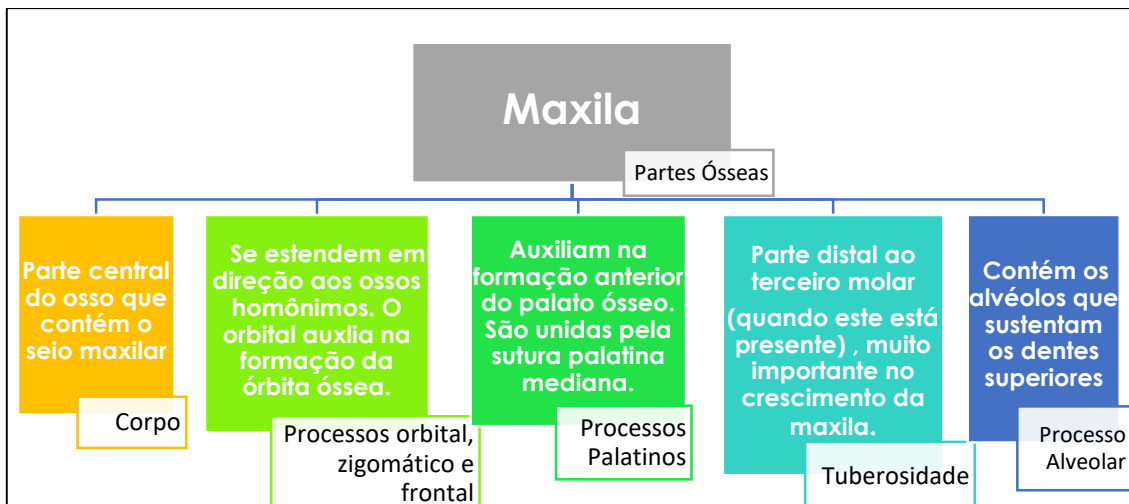 Maxila
Partes Ósseas
Parte central
do osso que
contém o
seio maxilar
Corpo
Se estendem em
direção aos ossos
homônimos. O
orbital auxlia na
formação da
órbita óssea.
Processos orbital,
zigomático e
frontal
Auxiliam na
formação anterior
do palato ósseo.
São unidas pela
sutura palatina
mediana.
Processos
Palatinos
Parte distal ao
terceiro molar
(quando este está
presente) , muito
importante no
crescimento da
maxila.
Tuberosidade
Contém os
alvéolos que
sustentam
os dentes
superiores
Processo
Alveolar